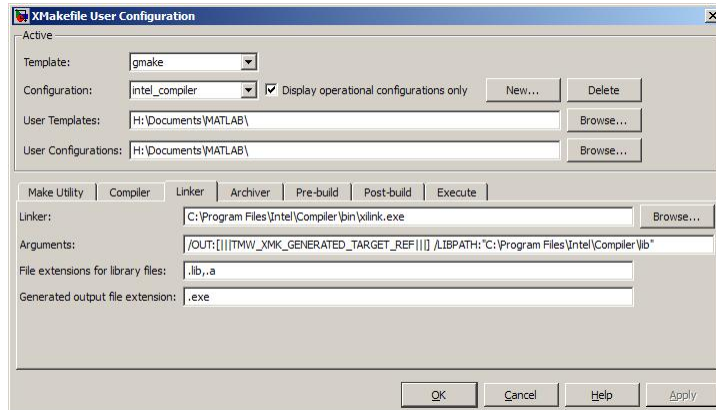 XMakefile User Configuration
Active
Template: gmake
Configuration: intel_compiler Display operational configurations only New... Delete
User Templates: H:\Documents\MATLAB\ Browse...
User Configurations: H:\Documents\MATLAB\ Browse...
Make Utility Compiler Linker Archiver Pre-build Post-build Execute
Linker: C:\Program Files\Intel\Compiler\bin\xilink.exe Browse...
Arguments: /OUT:[|||TMW_XMK_GENERATED_TARGET_REF|||] /LIBPATH:"C:\Program Files\Intel\Compiler\lib"
File extensions for library files: .lib,.a
Generated output file extension: .exe
OK Cancel Help Apply